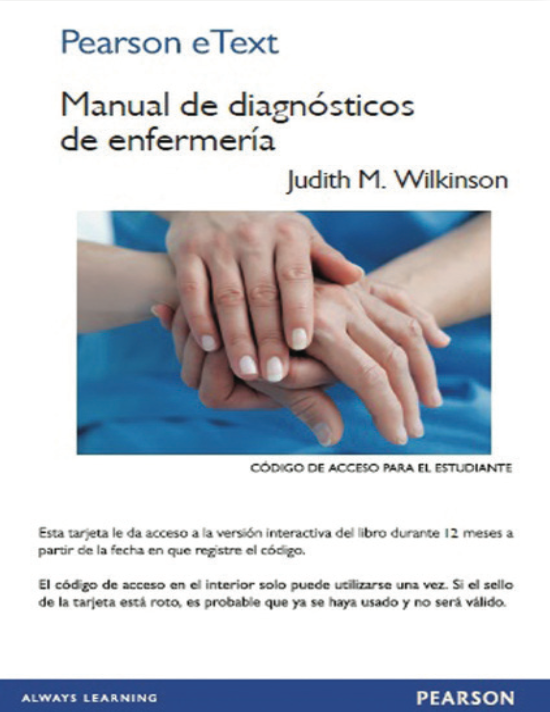 Pearson eText
Manual de diagnósticos
de enfermería
Judith M. Wilkinson
CÓDIGO DE ACCESO PARA EL ESTUDIANTE
Esta tarjeta le da acceso a la versión interactiva del libro durante 12 meses a
partir de la fecha en que registre el código.
El código de acceso en el interior solo puede utilizarse una vez. Si el sello
de la tarjeta está roto, es probable que ya se haya usado y no será válido.
ALWAYS LEARNING
PEARSON